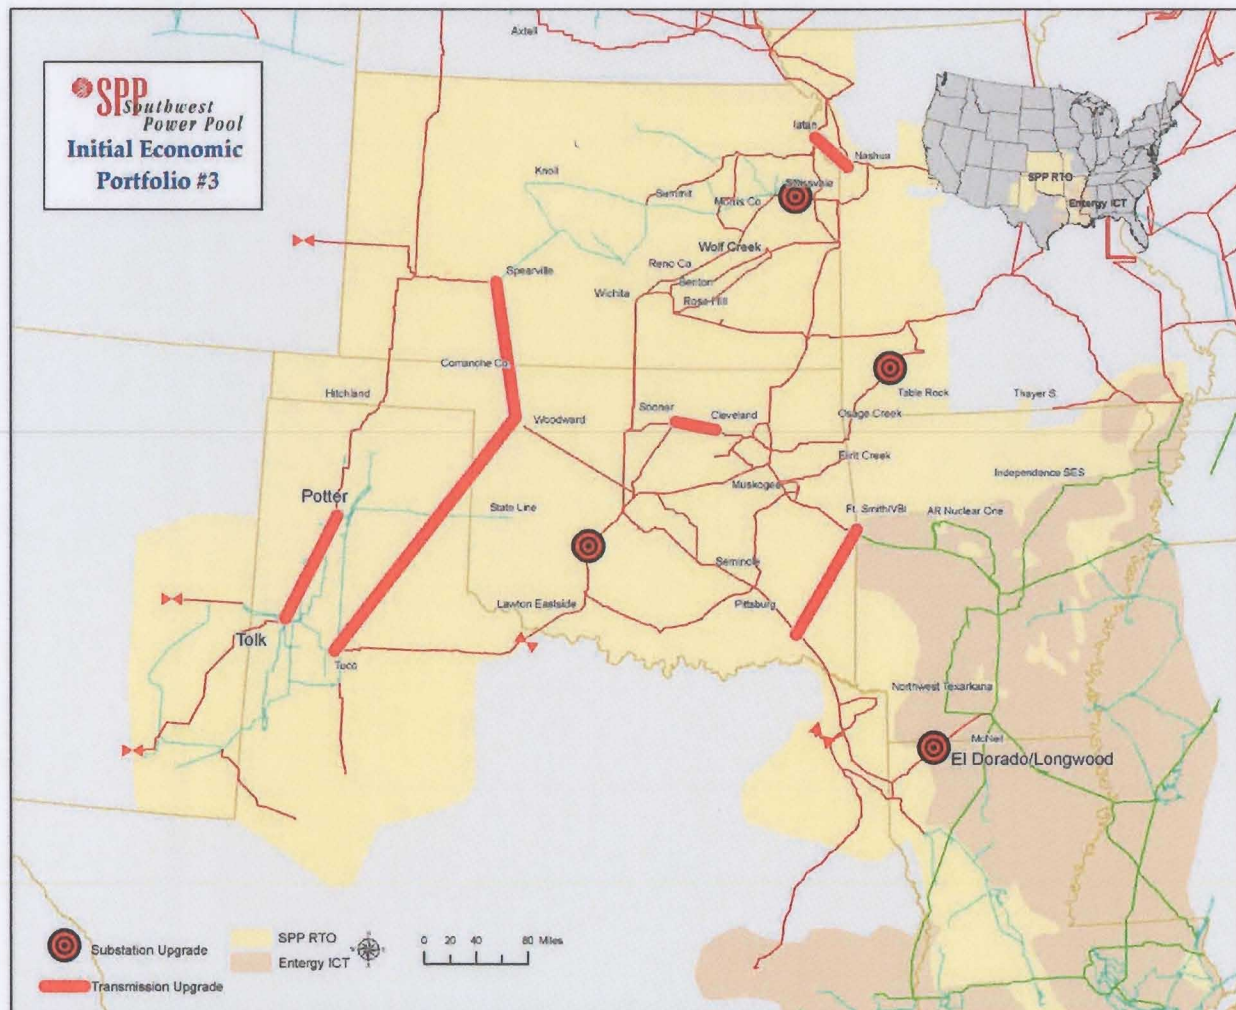 Axtell
SPP
Southwest
Power Pool
Initial Economic
Portfolio #3
Iatan
Nashua
Knoll
Summit
Morris Co
SPP RTO
Entergy ICT
Wolf Creek
Reno Co
Spearville
Benton
Wichita
Rose Hill
Comanche Co
Hitchland
Table Rock
Thayer S
Sooner
Cleveland
Osage Creek
Woodward
Flint Creek
Independence SES
Muskogee
Potter
State Line
Ft. Smith/VBI
AR Nuclear One
Seminole
Lawton Eastside
Pittsburg
Tolk
Tuco
Northwest Texarkana
McNeil
El Dorado/Longwood
Substation Upgrade
SPP RTO
Entergy ICT
0 20 40 80 Miles
Transmission Upgrade